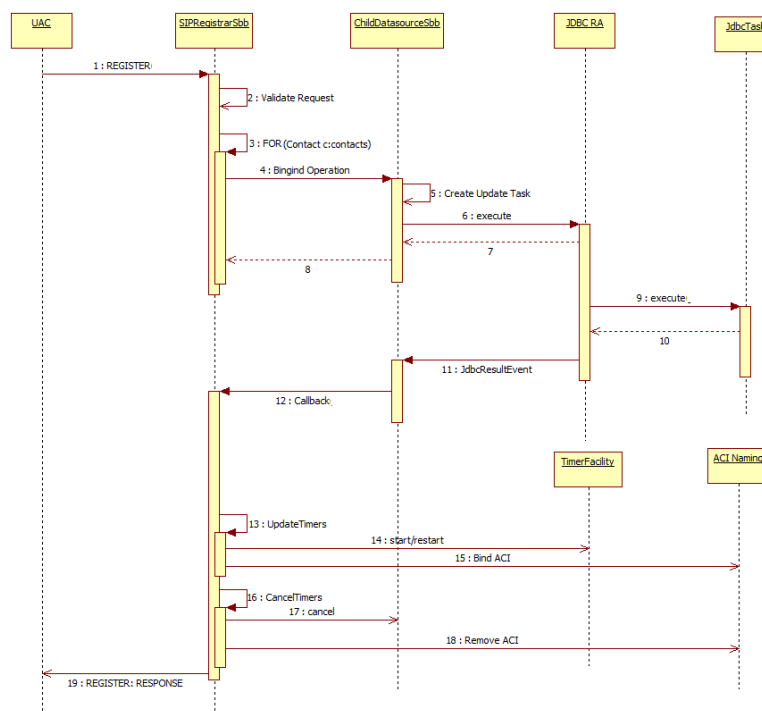 UAC
SIPRegistrarSbb
ChildDatasourceSbb
JDBC RA
JdbcTask
1 : REGISTER
2 : Validate Request
3 : FOR (Contact c:contacts)
4 : Bingind Operation
5 : Create Update Task
6 : execute
7
8
9 : execute
10
11 : JdbcResultEvent
12 : Callback
TimerFacility
ACI Naming
13 : UpdateTimers
14 : start/restart
15 : Bind ACI
16 : CancelTimers
17 : cancel
18 : Remove ACI
19 : REGISTER: RESPONSE